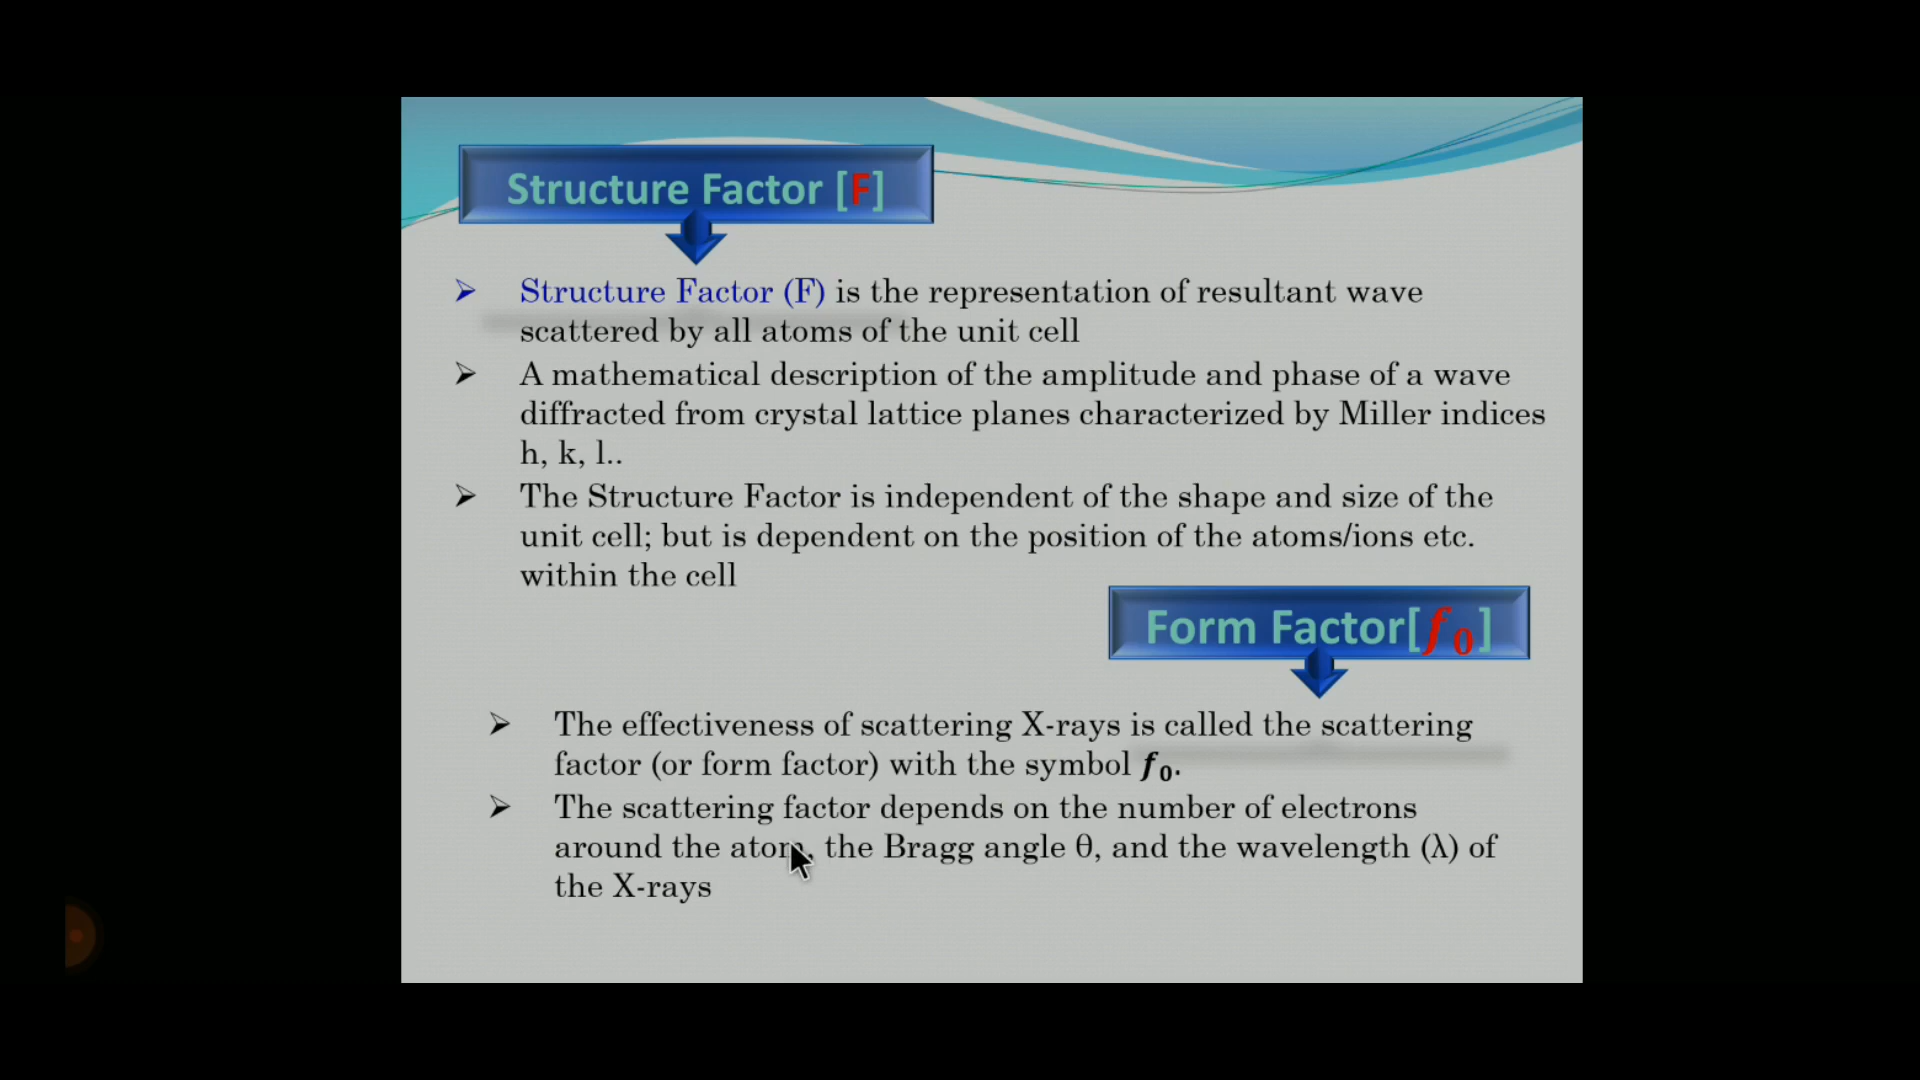 Structure Factor [F]
➢ Structure Factor (F) is the representation of resultant wave
scattered by all atoms of the unit cell
➢ A mathematical description of the amplitude and phase of a wave
diffracted from crystal lattice planes characterized by Miller indices
h, k, l..
➢ The Structure Factor is independent of the shape and size of the
unit cell; but is dependent on the position of the atoms/ions etc.
within the cell
Form Factor[f₀]
➢ The effectiveness of scattering X-rays is called the scattering
factor (or form factor) with the symbol f₀.
➢ The scattering factor depends on the number of electrons
around the atom, the Bragg angle θ, and the wavelength (λ) of
the X-rays